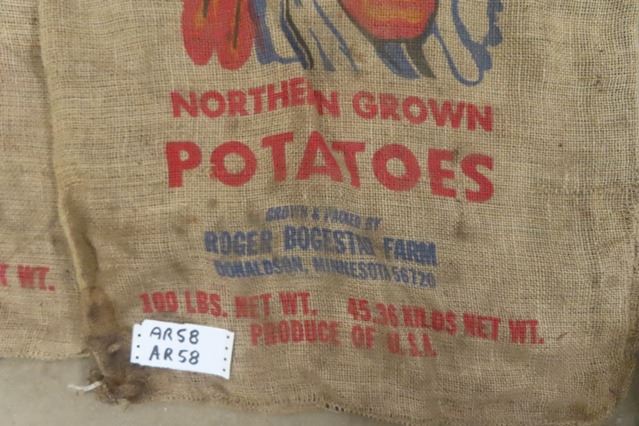 NORTHERN GROWN
POTATOES
GROWN & PACKED BY
ROGER BOGESTAD FARM
DONALDSON, MINNESOTA 56720
100 LBS. NET WT. 45.36 KILOS NET WT.
PRODUCE OF U.S.A.
WT.
AR58
AR58